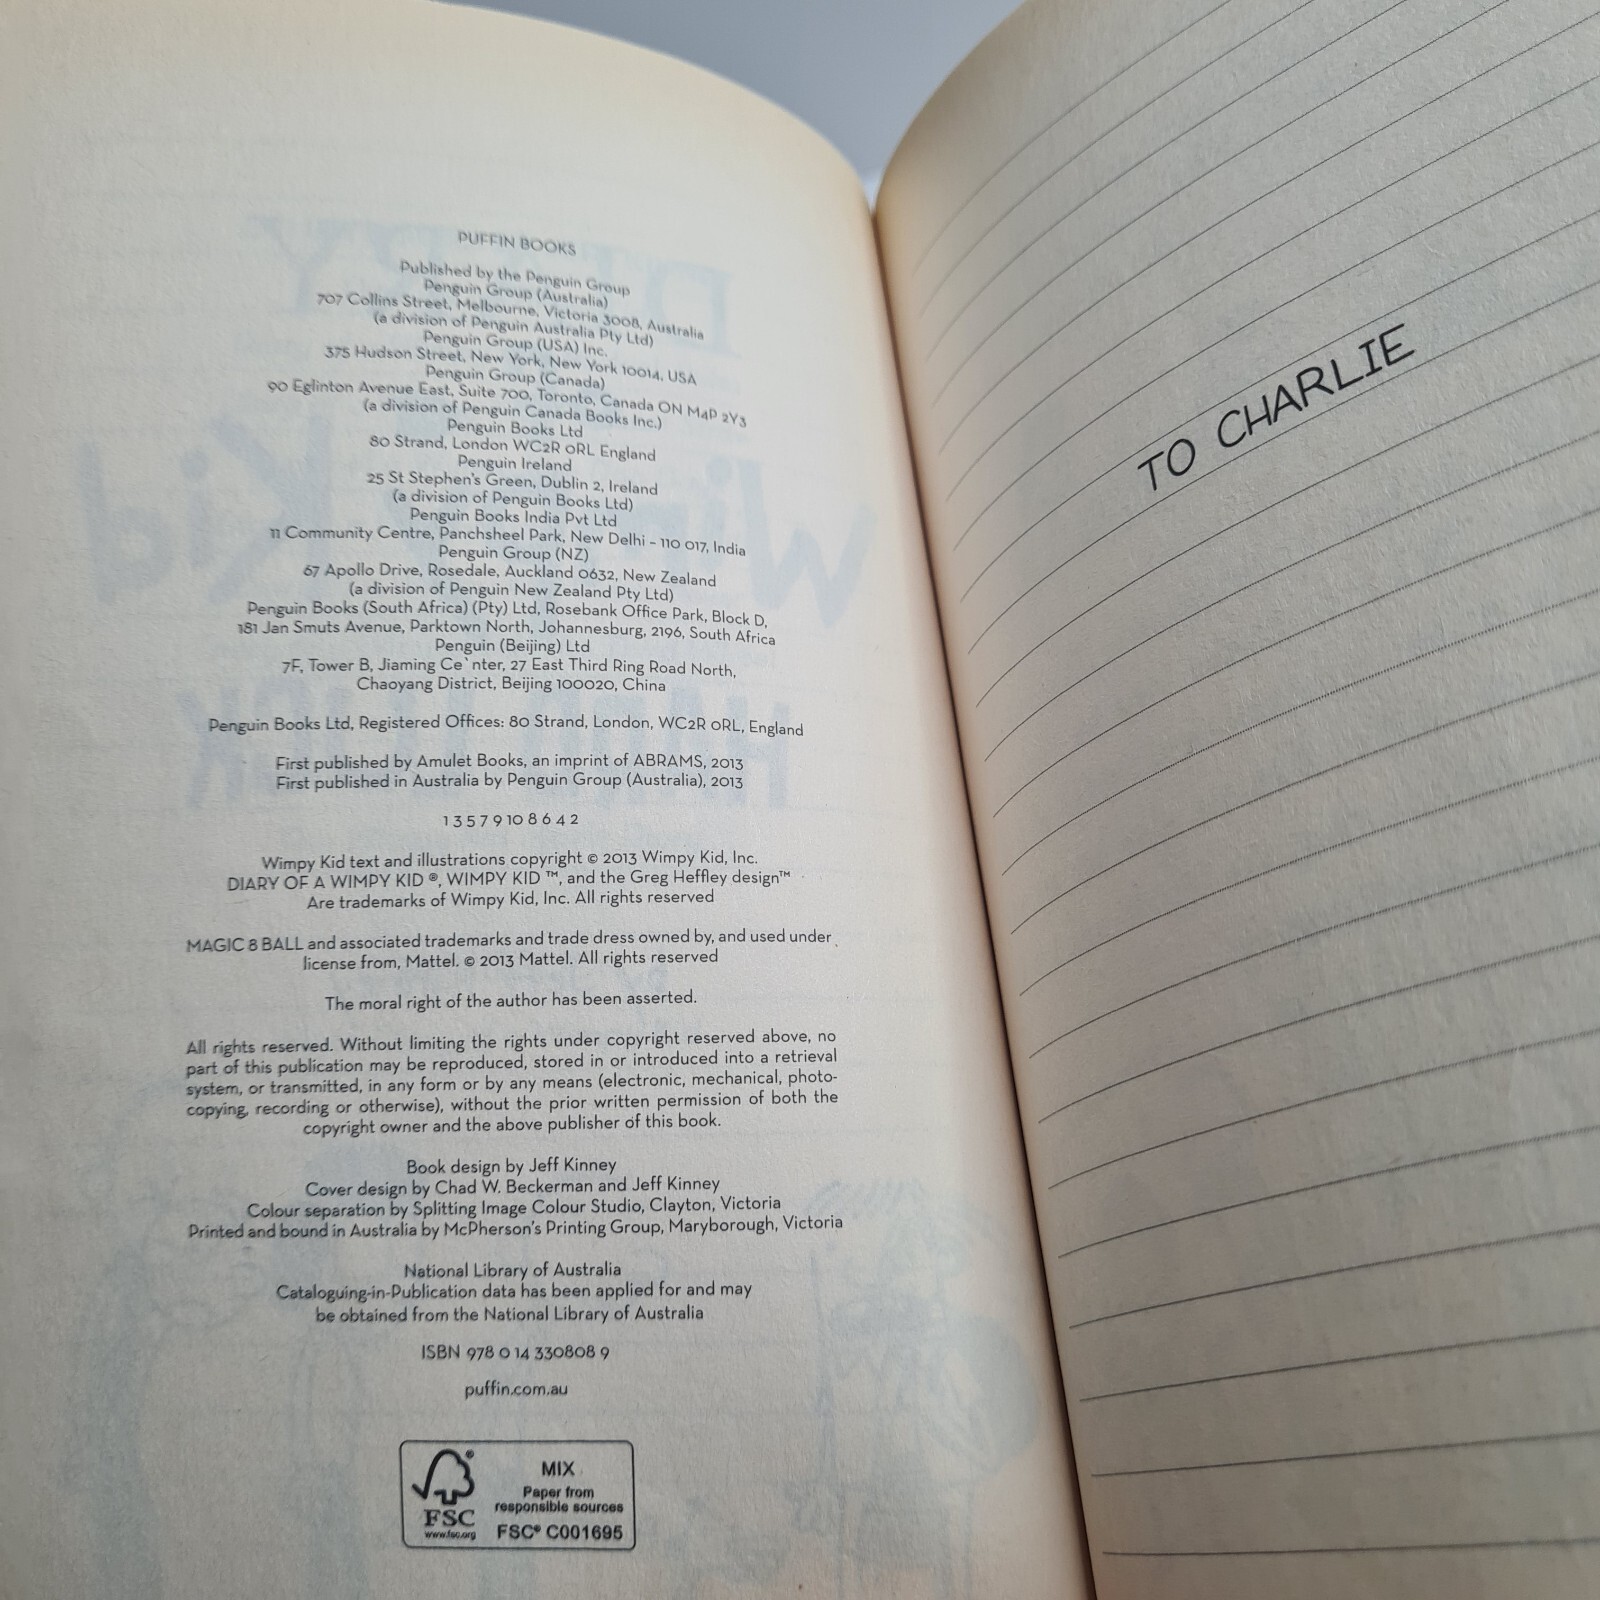 PUFFIN BOOKS
Published by the Penguin Group
Penguin Group (Australia)
707 Collins Street, Melbourne, Victoria 3008, Australia
(a division of Penguin Australia Pty Ltd)
Penguin Group (USA) Inc.
375 Hudson Street, New York, New York 10014, USA
Penguin Group (Canada)
90 Eglinton Avenue East, Suite 700, Toronto, Canada ON M4P 2Y3
(a division of Penguin Canada Books Inc.)
Penguin Books Ltd
80 Strand, London WC2R 0RL England
Penguin Ireland
25 St Stephen's Green, Dublin 2, Ireland
(a division of Penguin Books Ltd)
Penguin Books India Pvt Ltd
11 Community Centre, Panchsheel Park, New Delhi – 110 017, India
Penguin Group (NZ)
67 Apollo Drive, Rosedale, Auckland 0632, New Zealand
(a division of Penguin New Zealand Pty Ltd)
Penguin Books (South Africa) (Pty) Ltd, Rosebank Office Park, Block D,
181 Jan Smuts Avenue, Parktown North, Johannesburg, 2196, South Africa
Penguin (Beijing) Ltd
7F, Tower B, Jiaming Ce`nter, 27 East Third Ring Road North,
Chaoyang District, Beijing 100020, China
Penguin Books Ltd, Registered Offices: 80 Strand, London, WC2R 0RL, England
First published by Amulet Books, an imprint of ABRAMS, 2013
First published in Australia by Penguin Group (Australia), 2013
1 3 5 7 9 10 8 6 4 2
Wimpy Kid text and illustrations copyright © 2013 Wimpy Kid, Inc.
DIARY OF A WIMPY KID ®, WIMPY KID ™, and the Greg Heffley design™
Are trademarks of Wimpy Kid, Inc. All rights reserved
MAGIC 8 BALL and associated trademarks and trade dress owned by, and used under
license from, Mattel. © 2013 Mattel. All rights reserved
The moral right of the author has been asserted.
All rights reserved. Without limiting the rights under copyright reserved above, no
part of this publication may be reproduced, stored in or introduced into a retrieval
system, or transmitted, in any form or by any means (electronic, mechanical, photo-
copying, recording or otherwise), without the prior written permission of both the
copyright owner and the above publisher of this book.
Book design by Jeff Kinney
Cover design by Chad W. Beckerman and Jeff Kinney
Colour separation by Splitting Image Colour Studio, Clayton, Victoria
Printed and bound in Australia by McPherson's Printing Group, Maryborough, Victoria
National Library of Australia
Cataloguing-in-Publication data has been applied for and may
be obtained from the National Library of Australia
ISBN 978 0 14 330808 9
puffin.com.au
FSC
www.fsc.org
MIX
Paper from
responsible sources
FSC® C001695
TO CHARLIE